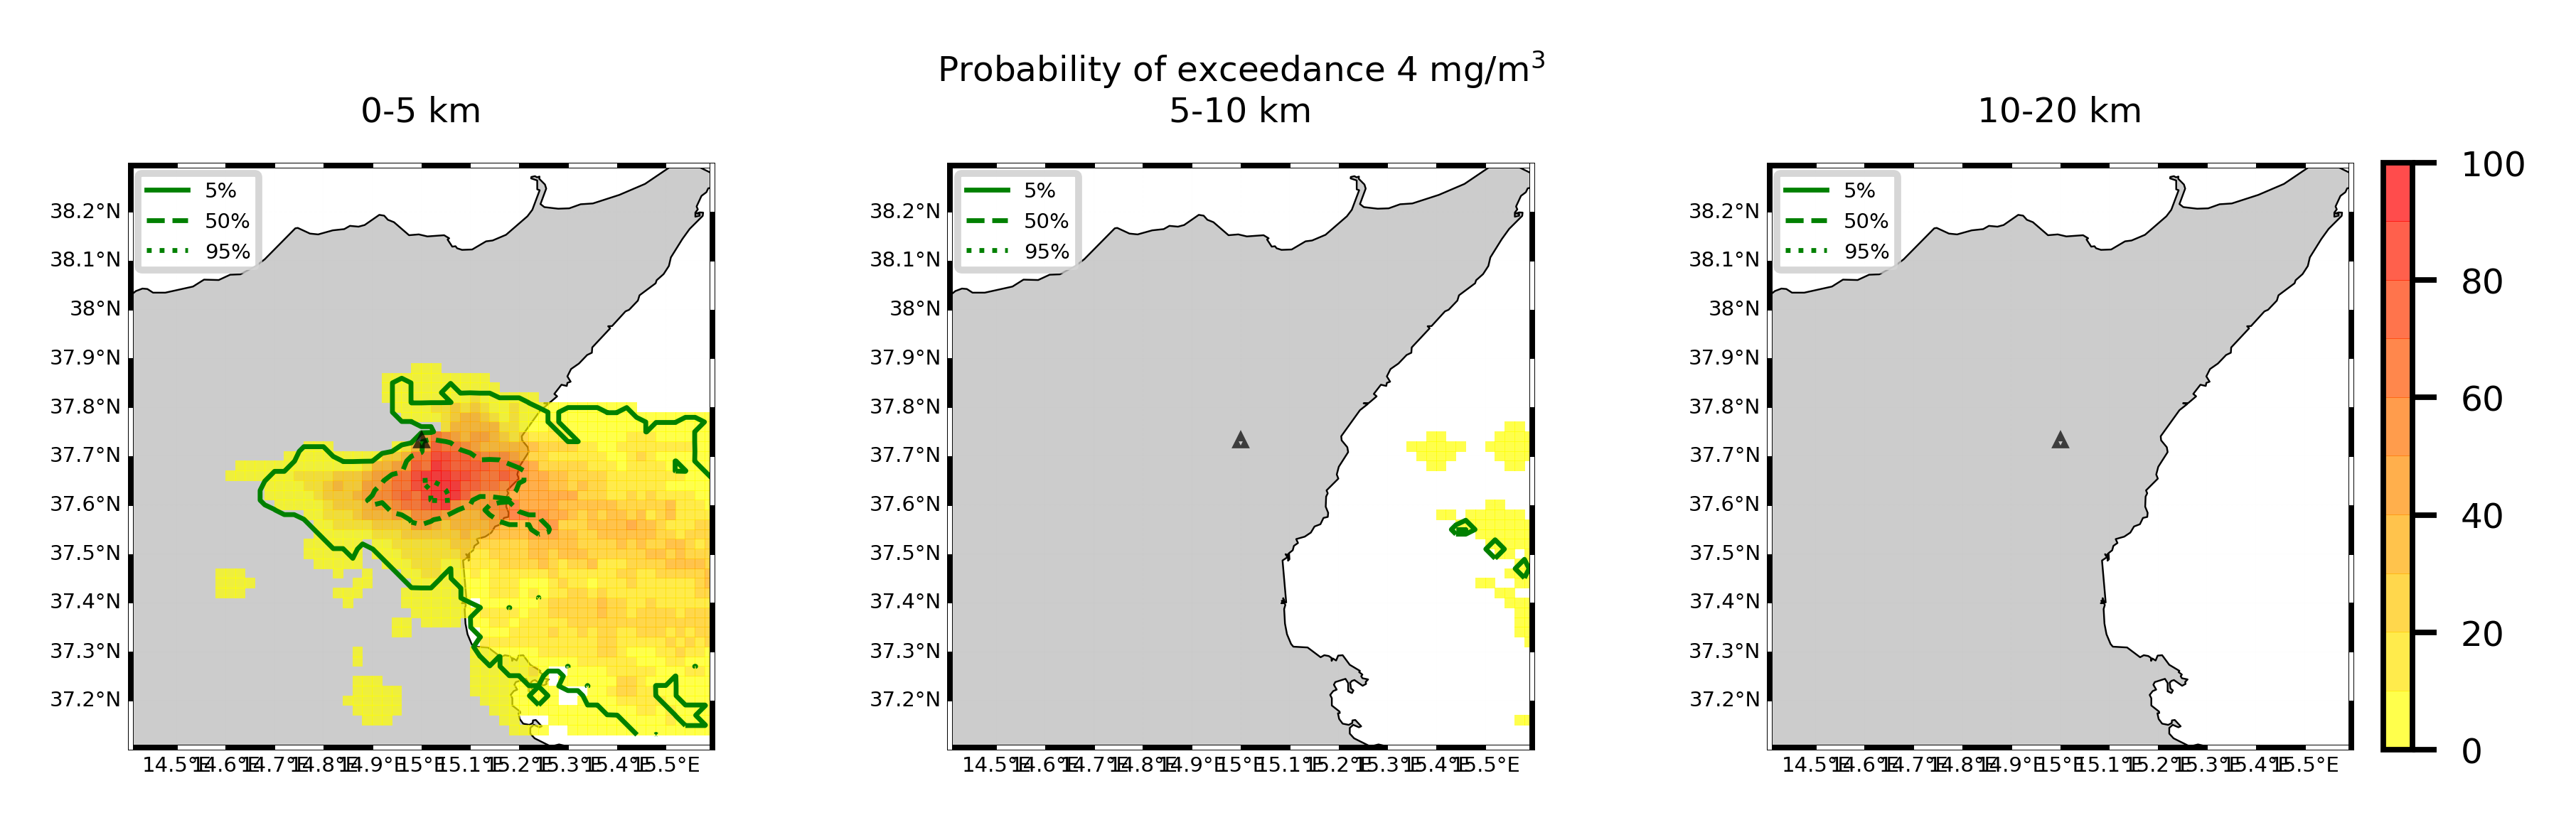 Probability of exceedance 4 mg/m³
0-5 km
5-10 km
10-20 km
5%
50%
95%
38.2°N
38.1°N
38°N
37.9°N
37.8°N
37.7°N
37.6°N
37.5°N
37.4°N
37.3°N
37.2°N
14.5°E 14.6°E 14.7°E 14.8°E 14.9°E 15°E 15.1°E 15.2°E 15.3°E 15.4°E 15.5°E
5%
50%
95%
38.2°N
38.1°N
38°N
37.9°N
37.8°N
37.7°N
37.6°N
37.5°N
37.4°N
37.3°N
37.2°N
14.5°E 14.6°E 14.7°E 14.8°E 14.9°E 15°E 15.1°E 15.2°E 15.3°E 15.4°E 15.5°E
5%
50%
95%
38.2°N
38.1°N
38°N
37.9°N
37.8°N
37.7°N
37.6°N
37.5°N
37.4°N
37.3°N
37.2°N
14.5°E 14.6°E 14.7°E 14.8°E 14.9°E 15°E 15.1°E 15.2°E 15.3°E 15.4°E 15.5°E
100
80
60
40
20
0